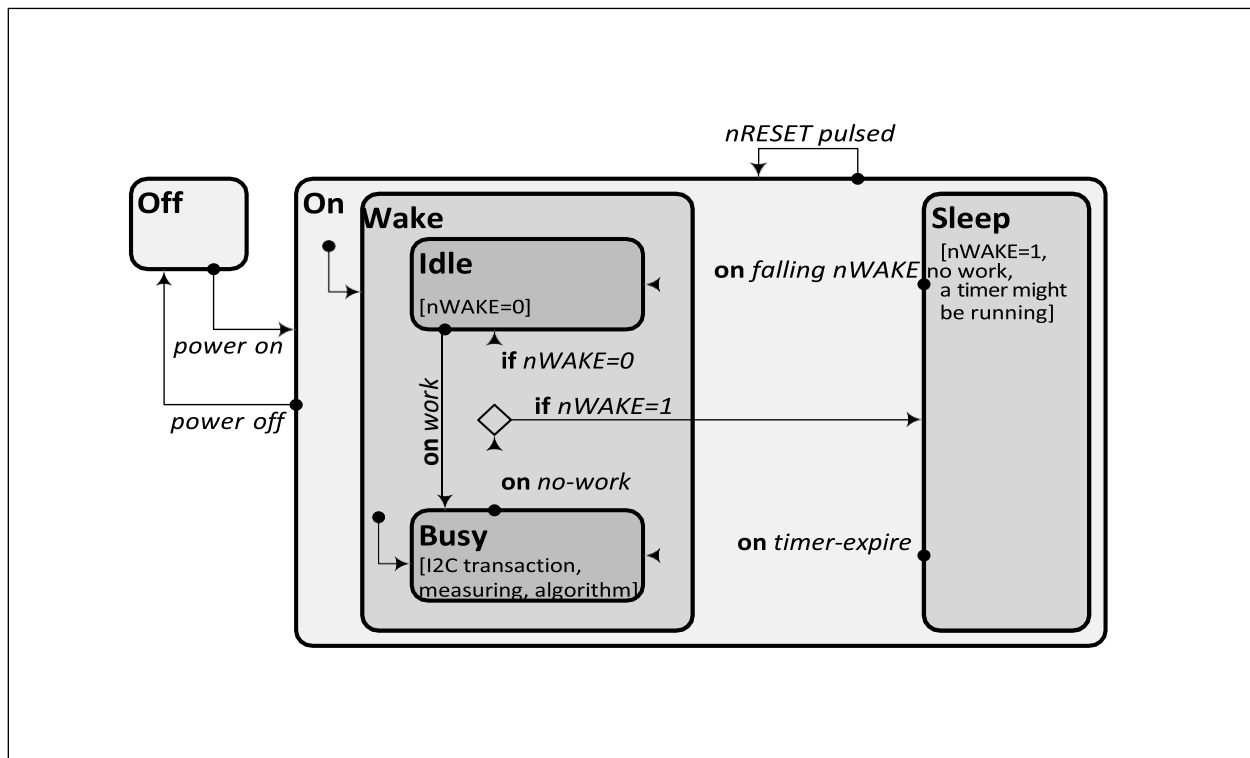 nRESET pulsed
Off
On
Wake
Sleep
Idle
[nWAKE=1,
on falling nWAKE
no work,
a timer might
be running]
[nWAKE=0]
power on
if nWAKE=0
on work
if nWAKE=1
power off
on no-work
Busy
on timer-expire
[I2C transaction,
measuring, algorithm]